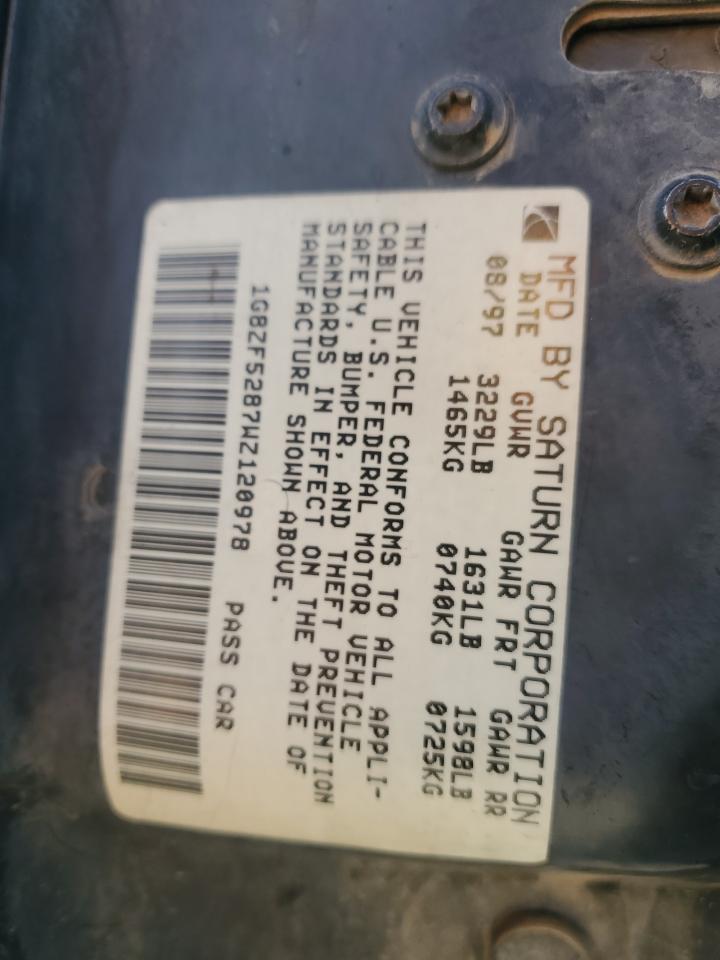 MFD BY SATURN CORPORATION
DATE GVWR GAWR FRT GAWR RR
08/97 3229LB 1631LB 1598LB
1465KG 0740KG 0725KG
THIS VEHICLE CONFORMS TO ALL APPLI-
CABLE U.S. FEDERAL MOTOR VEHICLE
SAFETY, BUMPER, AND THEFT PREVENTION
STANDARDS IN EFFECT ON THE DATE OF
MANUFACTURE SHOWN ABOVE.
1G8ZF5287WZ120978 PASS CAR